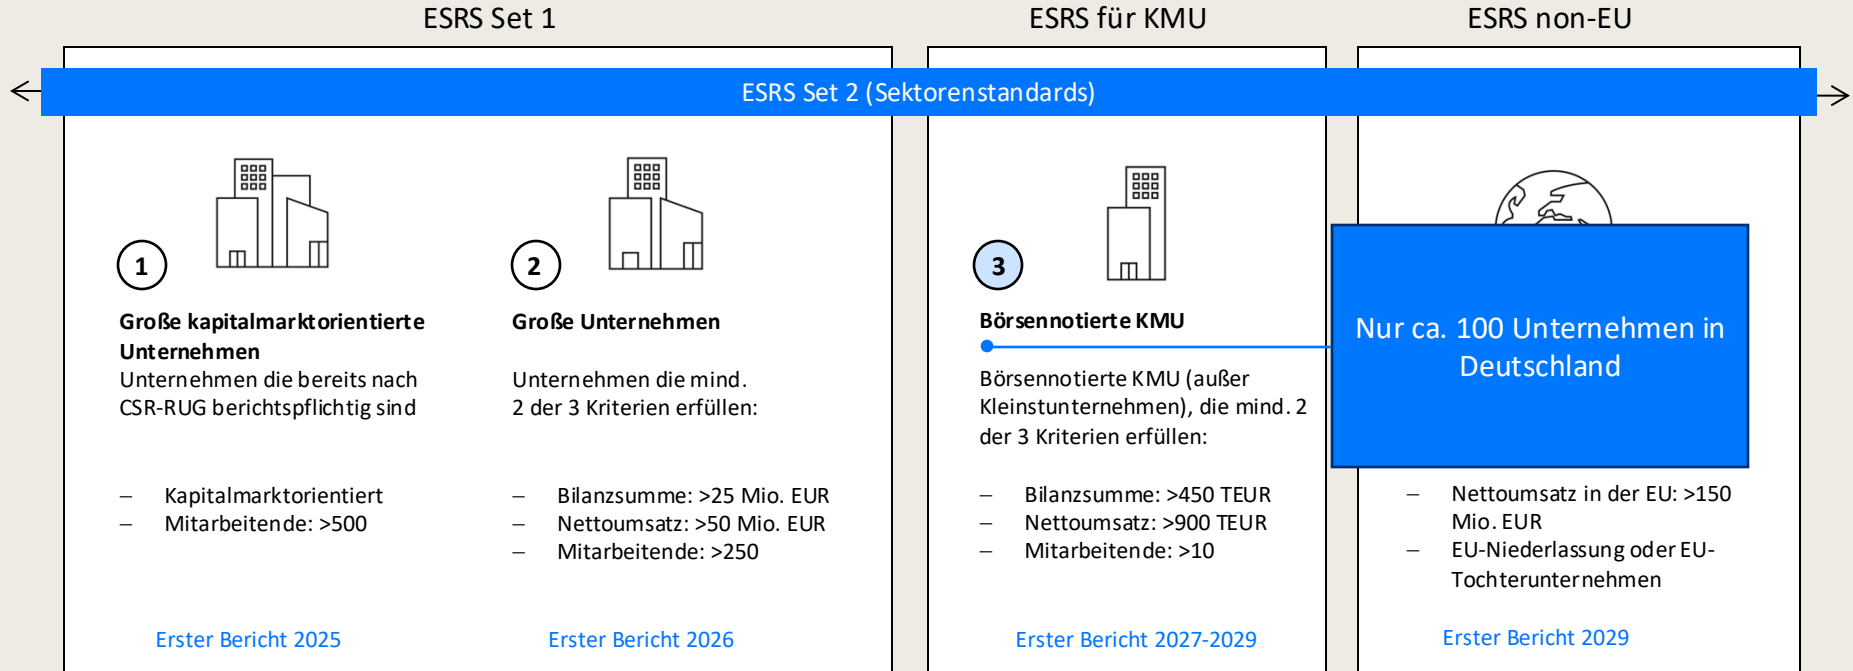 ESRS Set 1
ESRS für KMU
ESRS non-EU
ESRS Set 2 (Sektorenstandards)
1
Große kapitalmarktorientierte
Unternehmen
Unternehmen die bereits nach
CSR-RUG berichtspflichtig sind
– Kapitalmarktorientiert
– Mitarbeitende: >500
Erster Bericht 2025
2
Große Unternehmen
Unternehmen die mind.
2 der 3 Kriterien erfüllen:
– Bilanzsumme: >25 Mio. EUR
– Nettoumsatz: >50 Mio. EUR
– Mitarbeitende: >250
Erster Bericht 2026
3
Börsennotierte KMU
Börsennotierte KMU (außer
Kleinstunternehmen), die mind. 2
der 3 Kriterien erfüllen:
– Bilanzsumme: >450 TEUR
– Nettoumsatz: >900 TEUR
– Mitarbeitende: >10
Erster Bericht 2027-2029
Nur ca. 100 Unternehmen in
Deutschland
– Nettoumsatz in der EU: >150
Mio. EUR
– EU-Niederlassung oder EU-
Tochterunternehmen
Erster Bericht 2029